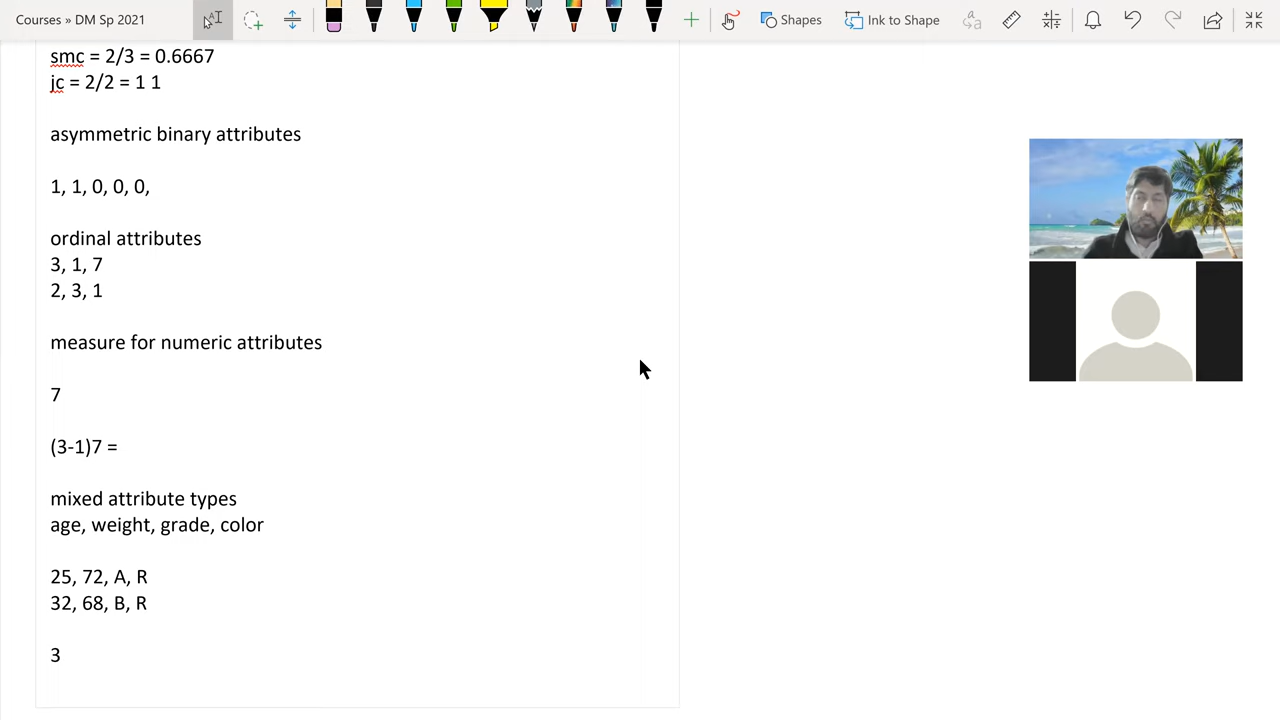 Courses » DM Sp 2021
Shapes
Ink to Shape
smc = 2/3 = 0.6667
jc = 2/2 = 1 1
asymmetric binary attributes
1, 1, 0, 0, 0,
ordinal attributes
3, 1, 7
2, 3, 1
measure for numeric attributes
7
(3-1)7 =
mixed attribute types
age, weight, grade, color
25, 72, A, R
32, 68, B, R
3